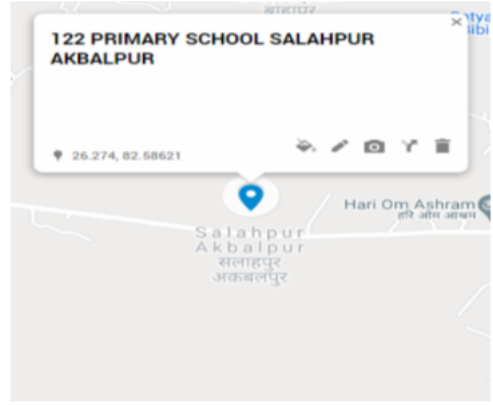 122 PRIMARY SCHOOL SALAHPUR
AKBALPUR
26.274, 82.58621
Hari Om Ashram
हरि ओम आश्रम
Salahpur
Akbalpur
सलाहपुर
अकबलपुर